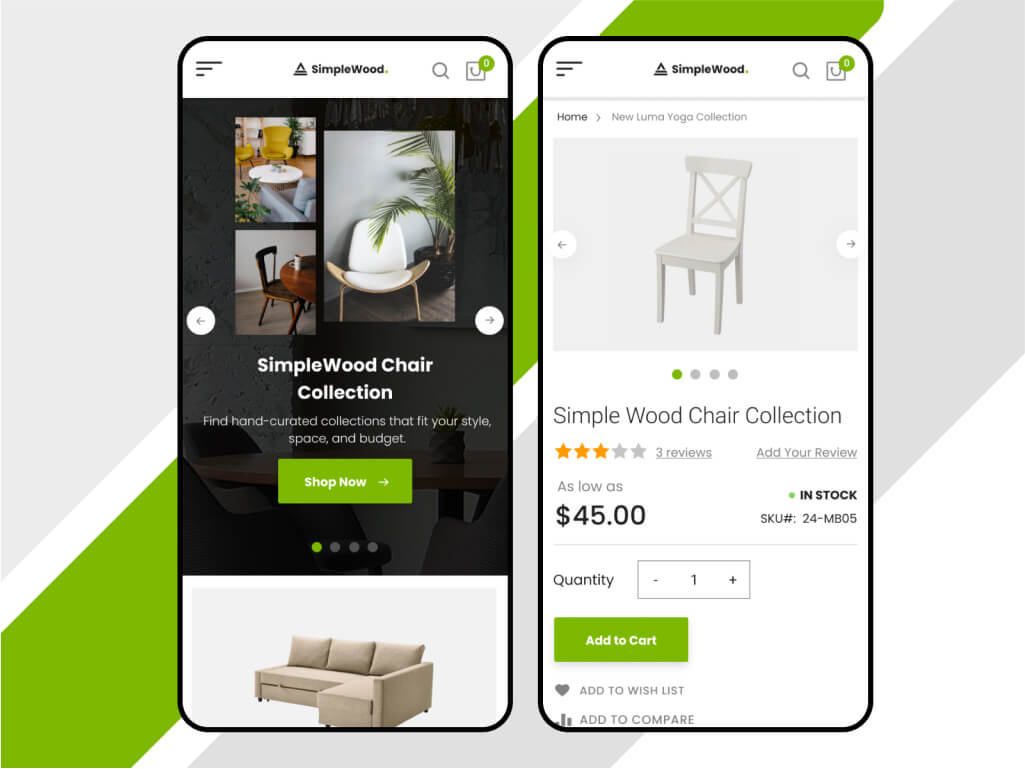 SimpleWood.
0
SimpleWood Chair
Collection
Find hand-curated collections that fit your style,
space, and budget.
Shop Now
SimpleWood.
0
Home > New Luma Yoga Collection
Simple Wood Chair Collection
3 reviews
Add Your Review
As low as
$45.00
IN STOCK
SKU#: 24-MB05
Quantity
- 1 +
Add to Cart
ADD TO WISH LIST
ADD TO COMPARE